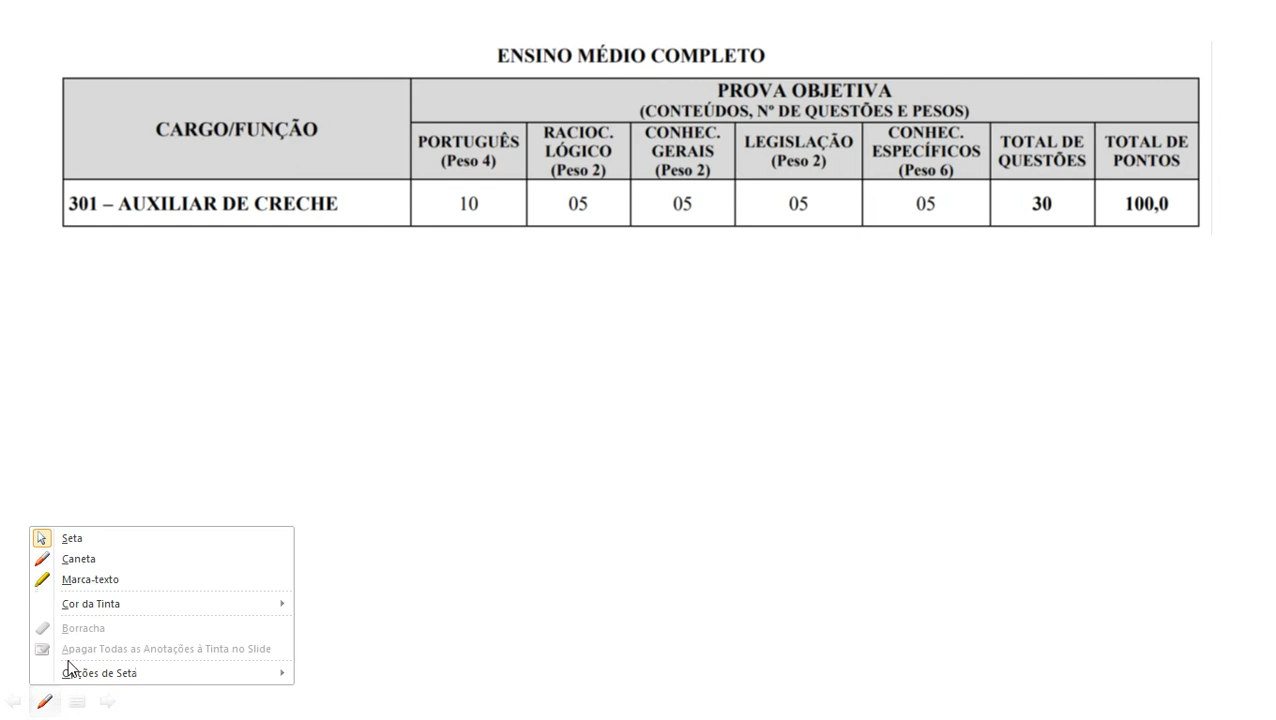 ENSINO MÉDIO COMPLETO
CARGO/FUNÇÃO
PROVA OBJETIVA
(CONTEÚDOS, Nº DE QUESTÕES E PESOS)
PORTUGUÊS
(Peso 4)
RACIOC.
LÓGICO
(Peso 2)
CONHEC.
GERAIS
(Peso 2)
LEGISLAÇÃO
(Peso 2)
CONHEC.
ESPECÍFICOS
(Peso 6)
TOTAL DE
QUESTÕES
TOTAL DE
PONTOS
301 – AUXILIAR DE CRECHE 10 05 05 05 05 30 100,0
Seta
Caneta
Marca-texto
Cor da Tinta
Borracha
Apagar Todas as Anotações à Tinta no Slide
Opções de Seta